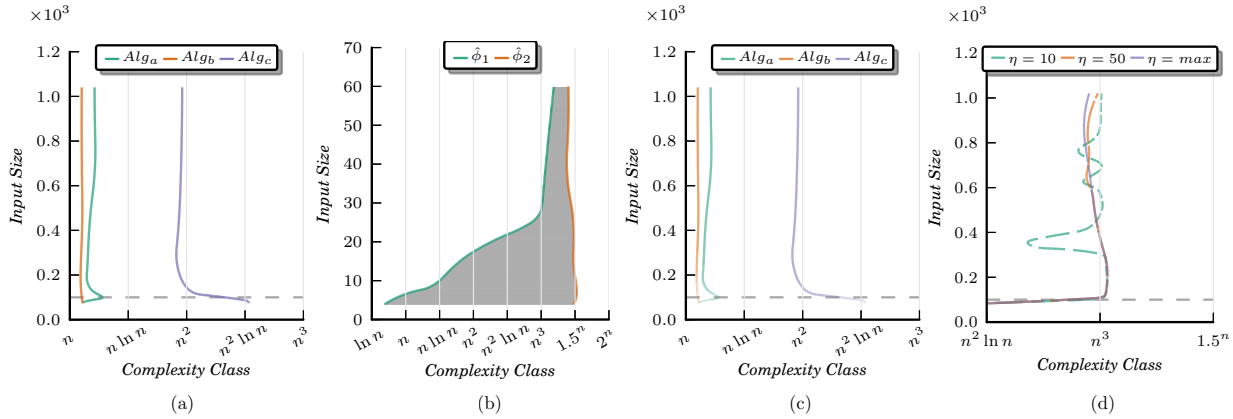 ×10³
Alg_a Alg_b Alg_c
1.2
1.0
0.8
0.6
0.4
0.2
0.0
Input Size
n
n ln n
n²
n² ln n
n³
Complexity Class
(a)
ϕ̂₁ ϕ̂₂
70
60
50
40
30
20
10
0
Input Size
ln n
n
n ln n
n²
n² ln n
n³
1.5ⁿ
2ⁿ
Complexity Class
(b)
×10³
Alg_a Alg_b Alg_c
1.2
1.0
0.8
0.6
0.4
0.2
0.0
Input Size
n
n ln n
n²
n² ln n
n³
Complexity Class
(c)
×10³
η = 10 η = 50 η = max
1.2
1.0
0.8
0.6
0.4
0.2
0.0
Input Size
n² ln n
n³
1.5ⁿ
Complexity Class
(d)